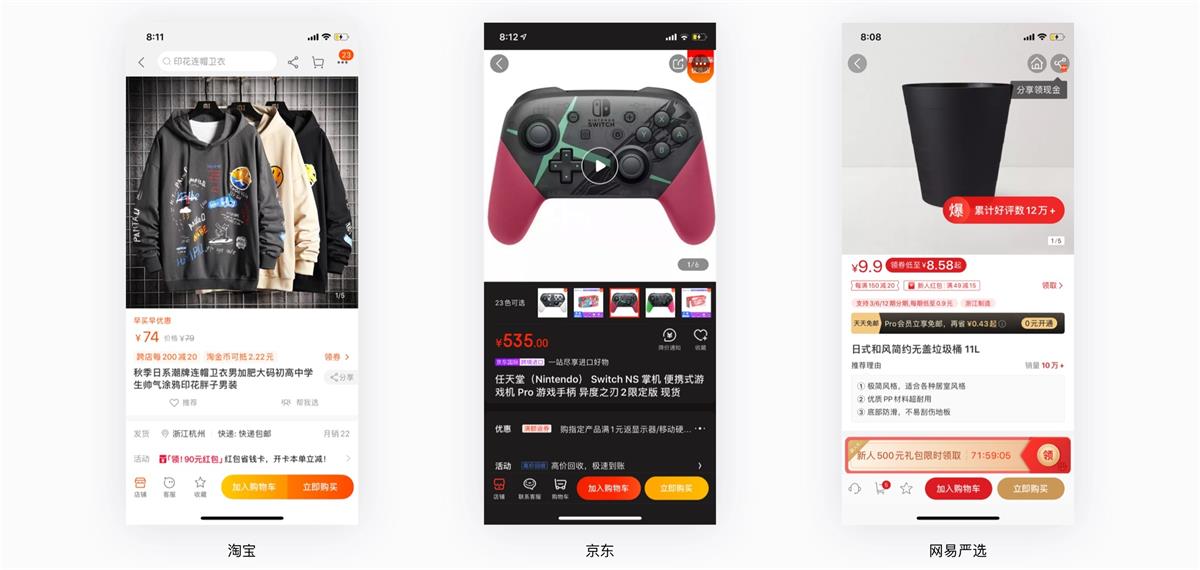 8:11
印花连帽卫衣
23
1/5
早买早优惠
¥74 价格 ¥79
跨店每200减20 淘金币可抵2.22元 领券
秋季日系潮牌连帽卫衣男加肥大码初高中学
生帅气涂鸦印花胖子男装
分享
推荐 帮我选
发货 浙江杭州 快递: 快递包邮 月销 22
活动 「领! 90元红包」红包省钱卡，开卡本单立减!
店铺 客服 收藏 加入购物车 立即购买
淘宝
8:12
NINTENDO
SWITCH
X
Y
A
B
1/6
23色可选
¥535.00
降价通知 收藏
京东国际 跨境进口 一站尽享进口好物
任天堂（Nintendo） Switch NS 掌机 便携式游
戏机 Pro 游戏手柄 异度之刃2限定版 现货
优惠 满额返券 购指定产品满1元返显示器/移动硬...
活动 高价回收 高价回收，极速到账
店铺 联系客服 购物车 加入购物车 立即购买
京东
8:08
分享领现金
爆 累计好评数12万+
1/5
¥9.9 领券低至¥8.58起
每满150减20 新人红包 满49减15 领取
支持3/6/12期分期,每期低至0.9元 浙江制造
天天免邮 Pro会员立享免邮，再省¥0.43起 0元开通
日式和风简约无盖垃圾桶 11L
推荐理由 销量 10万+
① 极简风格，适合各种居室风格
② 优质PP材料超耐用
③ 底部防滑，不易刮伤地板
新人500元礼包限时领取 71:59:05 领
6 加入购物车 立即购买
网易严选